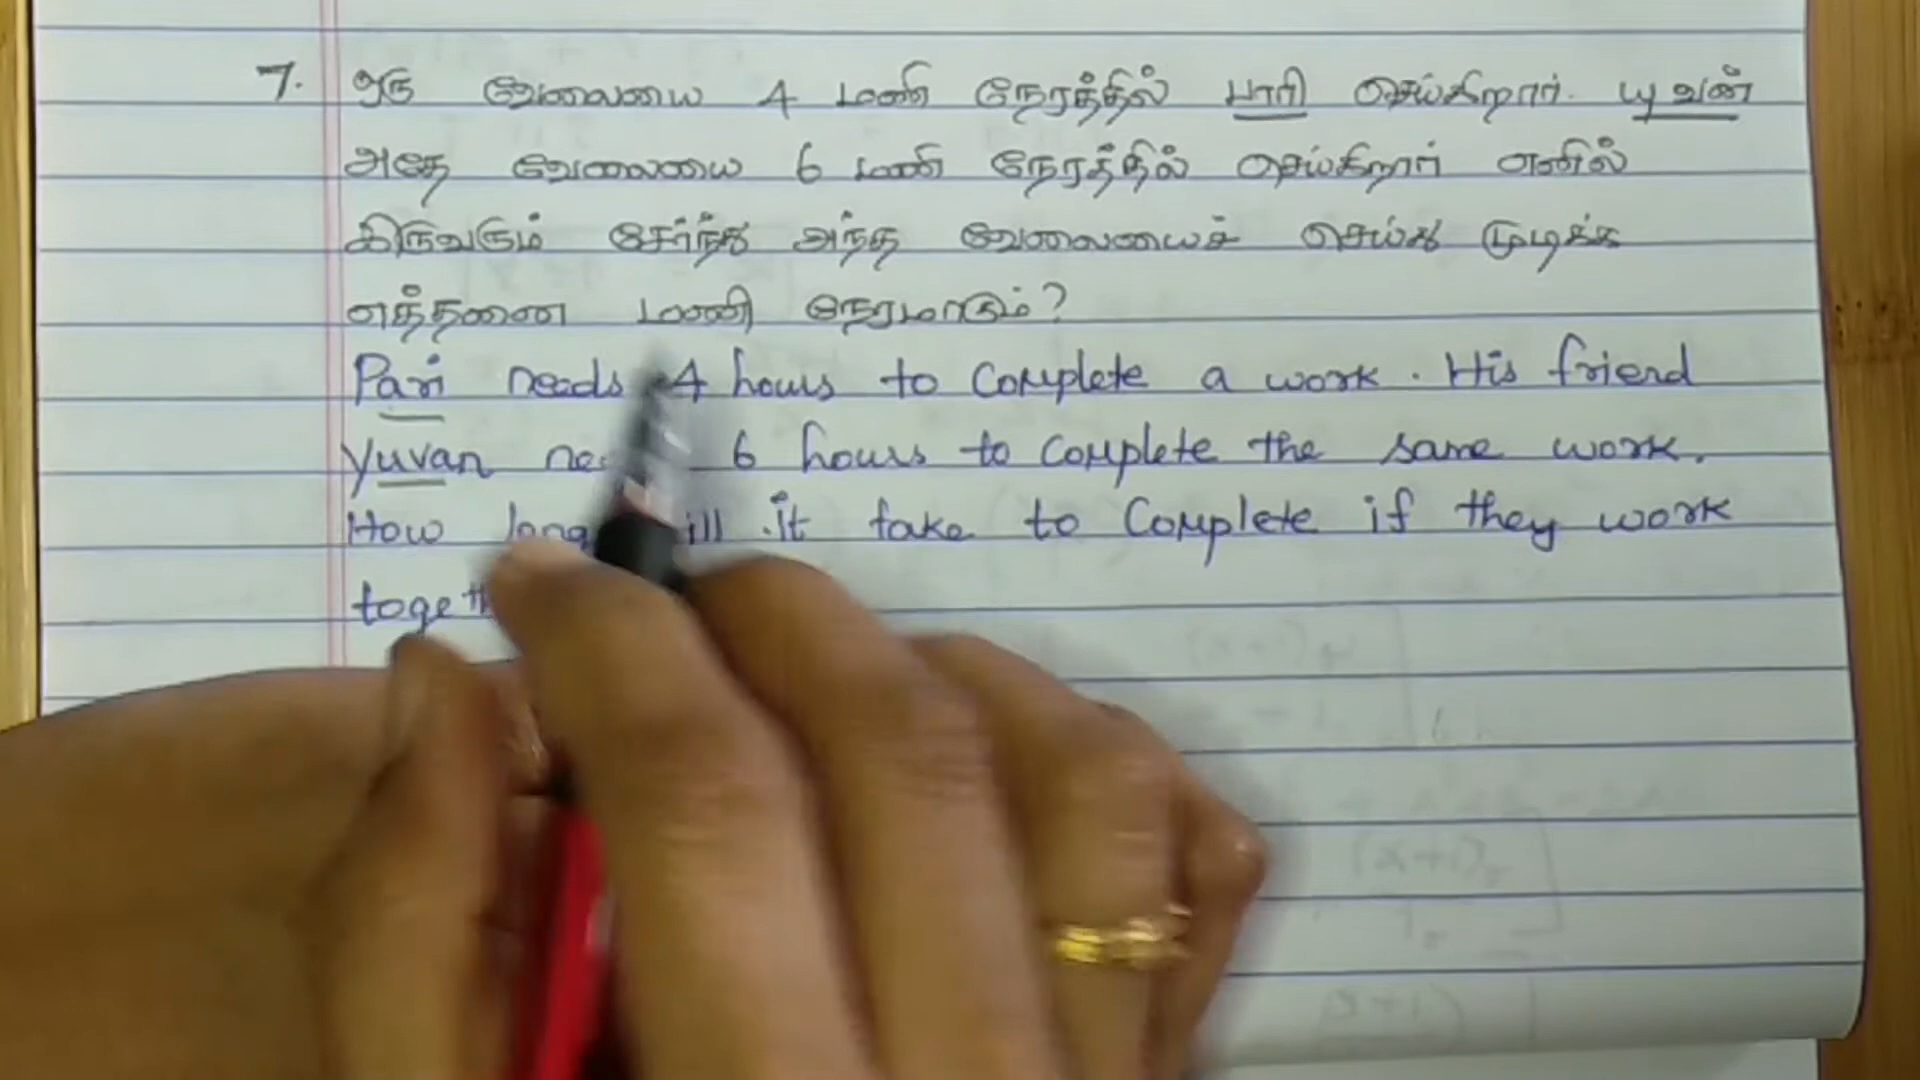 7. ஒரு வேலையை 4 மணி நேரத்தில் பாரி செய்கிறார். யுவன்
அதே வேலையை 6 மணி நேரத்தில் செய்கிறார் எனில்
இருவரும் சேர்ந்து அந்த வேலையைச் செய்து முடிக்க
எத்தனை மணி நேரமாகும்?
Pari needs 4 hours to Complete a work. His friend
Yuvan 6 hours to Complete the same work.
How long it take to Complete if they work